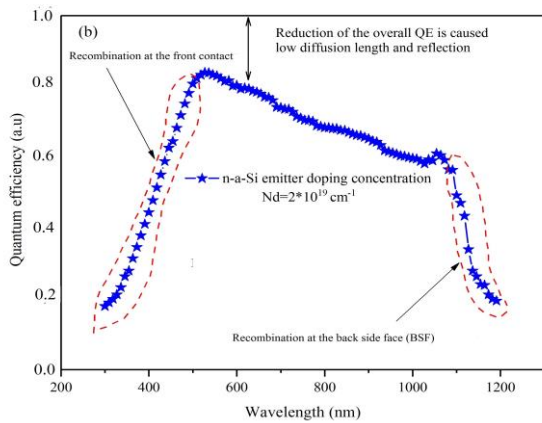 (b)
Reduction of the overall QE is caused
low diffusion length and reflection
Recombination at the front contact
n-a-Si emitter doping concentration
Nd=2*10^19 cm^-1
Recombination at the back side face (BSF)
Quantum efficiency (a.u)
1.0
0.8
0.6
0.4
0.2
0.0
200
400
600
800
1000
1200
Wavelength (nm)